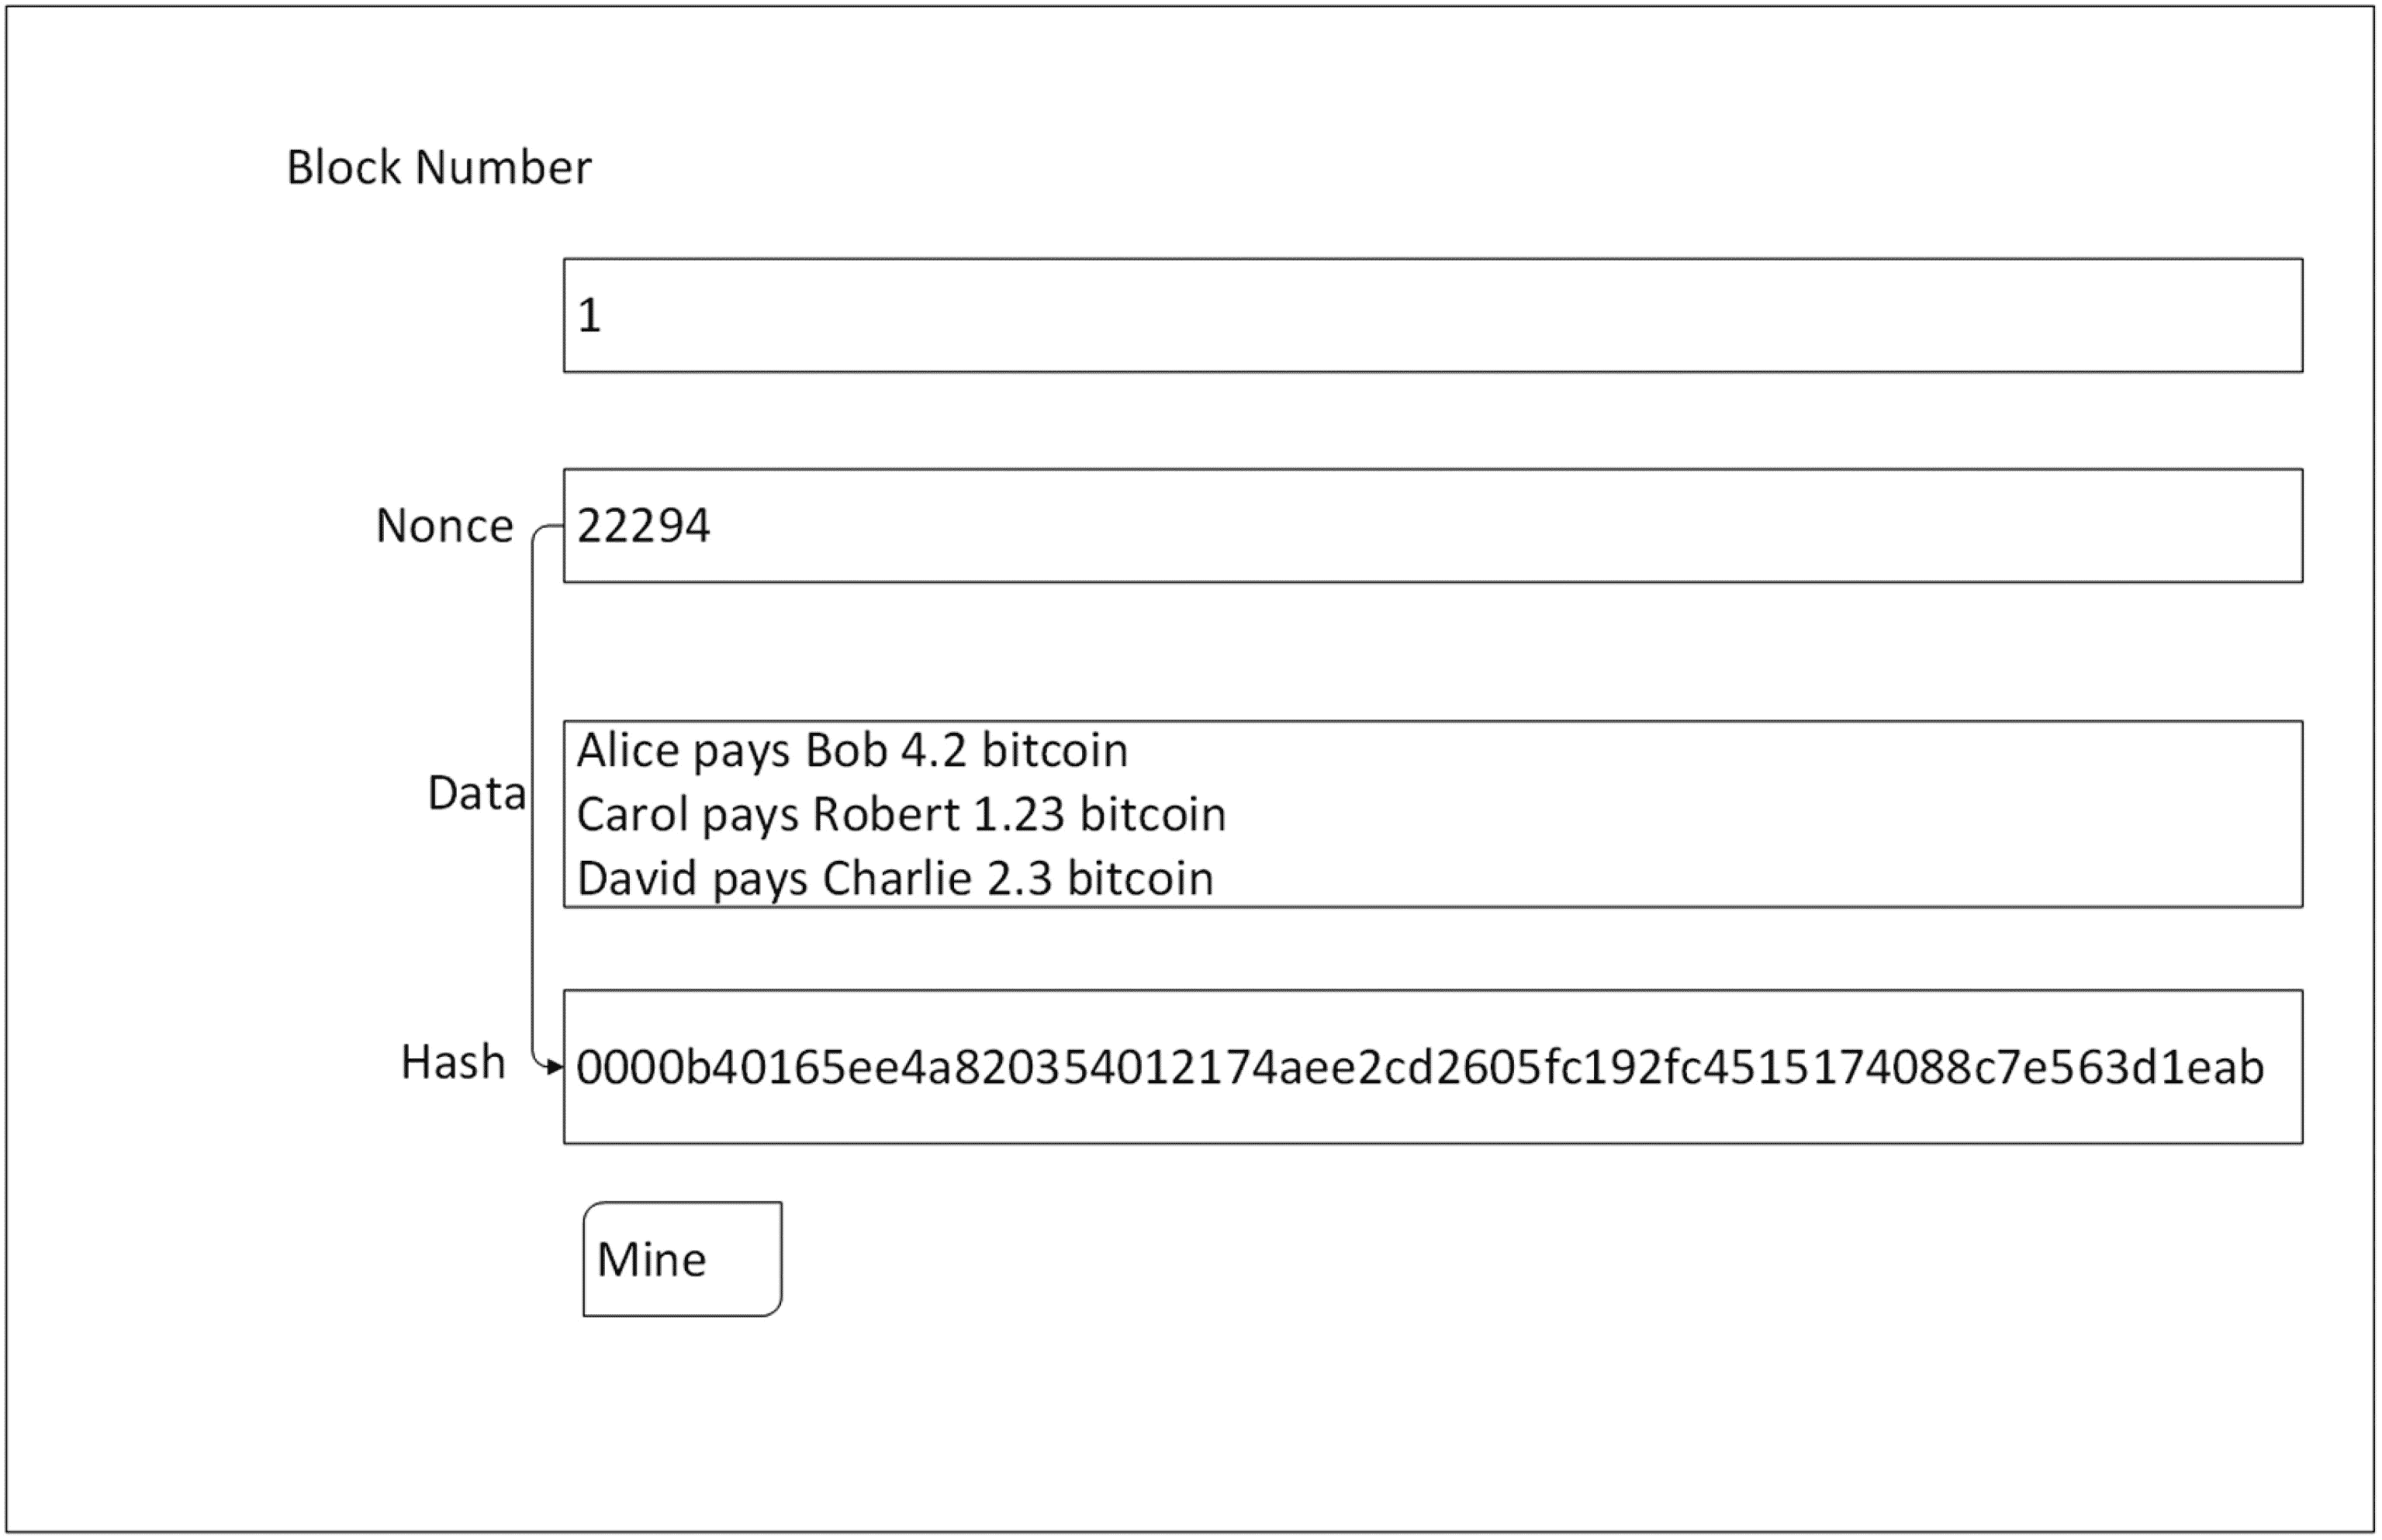 Block Number
1
Nonce
22294
Data
Alice pays Bob 4.2 bitcoin
Carol pays Robert 1.23 bitcoin
David pays Charlie 2.3 bitcoin
Hash
0000b40165ee4a820354012174aee2cd2605fc192fc4515174088c7e563d1eab
Mine